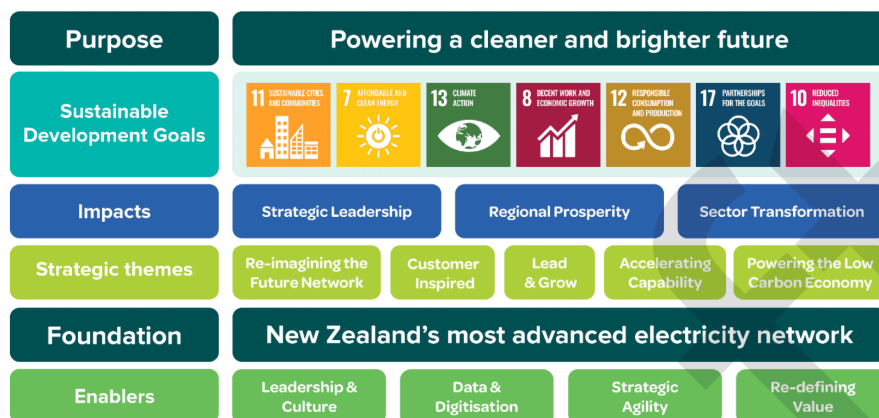 Purpose
Powering a cleaner and brighter future
Sustainable
Development Goals
11 SUSTAINABLE CITIES
AND COMMUNITIES
7 AFFORDABLE AND
CLEAN ENERGY
13 CLIMATE
ACTION
8 DECENT WORK AND
ECONOMIC GROWTH
12 RESPONSIBLE
CONSUMPTION
AND PRODUCTION
17 PARTNERSHIPS
FOR THE GOALS
10 REDUCED
INEQUALITIES
Impacts
Strategic Leadership
Regional Prosperity
Sector Transformation
Strategic themes
Re-imagining the
Future Network
Customer
Inspired
Lead
& Grow
Accelerating
Capability
Powering the Low
Carbon Economy
Foundation
New Zealand's most advanced electricity network
Enablers
Leadership &
Culture
Data &
Digitisation
Strategic
Agility
Re-defining
Value